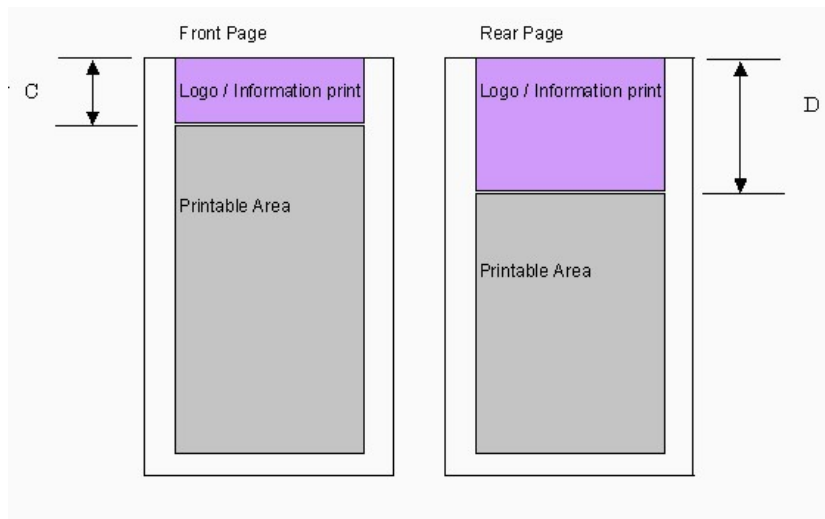 Front Page
Rear Page
C
Logo / Information print
Logo / Information print
D
Printable Area
Printable Area